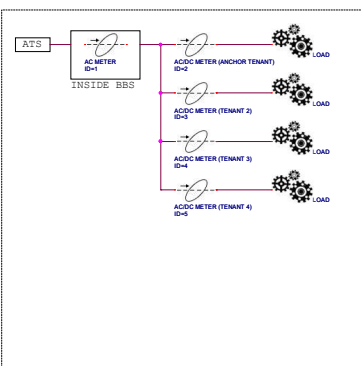 ATS
AC METER
ID=1
INSIDE BBS
AC/DC METER (ANCHOR TENANT)
ID=2
LOAD
AC/DC METER (TENANT 2)
ID=3
LOAD
AC/DC METER (TENANT 3)
ID=4
LOAD
AC/DC METER (TENANT 4)
ID=5
LOAD